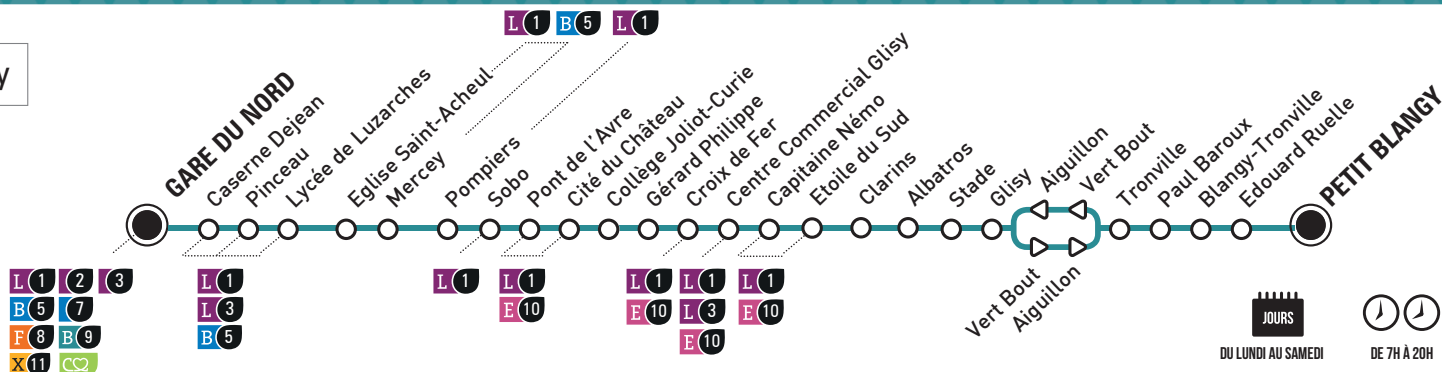 L 1 B 5 L 1
y
GARE DU NORD
Caserne Dejean
Pinceau
Lycée de Luzarches
Eglise Saint-Acheul
Mercey
Pompiers
Sobo
Pont de l'Avre
Cité du Château
Collège Joliot-Curie
Gérard Philippe
Croix de Fer
Centre Commercial Glisy
Capitaine Némo
Etoile du Sud
Clarins
Albatros
Stade
Glisy
Aiguillon
Vert Bout
Vert Bout
Aiguillon
Tronville
Paul Baroux
Blangy-Tronville
Edouard Ruelle
PETIT BLANGY
L 1 L 2 L 3
B 5 L 7
F 8 B 9
X 11
L 1
L 3
B 5
L 1
L 1
E 10
L 1
E 10
L 1
L 3
E 10
L 1
E 10
JOURS
DU LUNDI AU SAMEDI
DE 7H À 20H